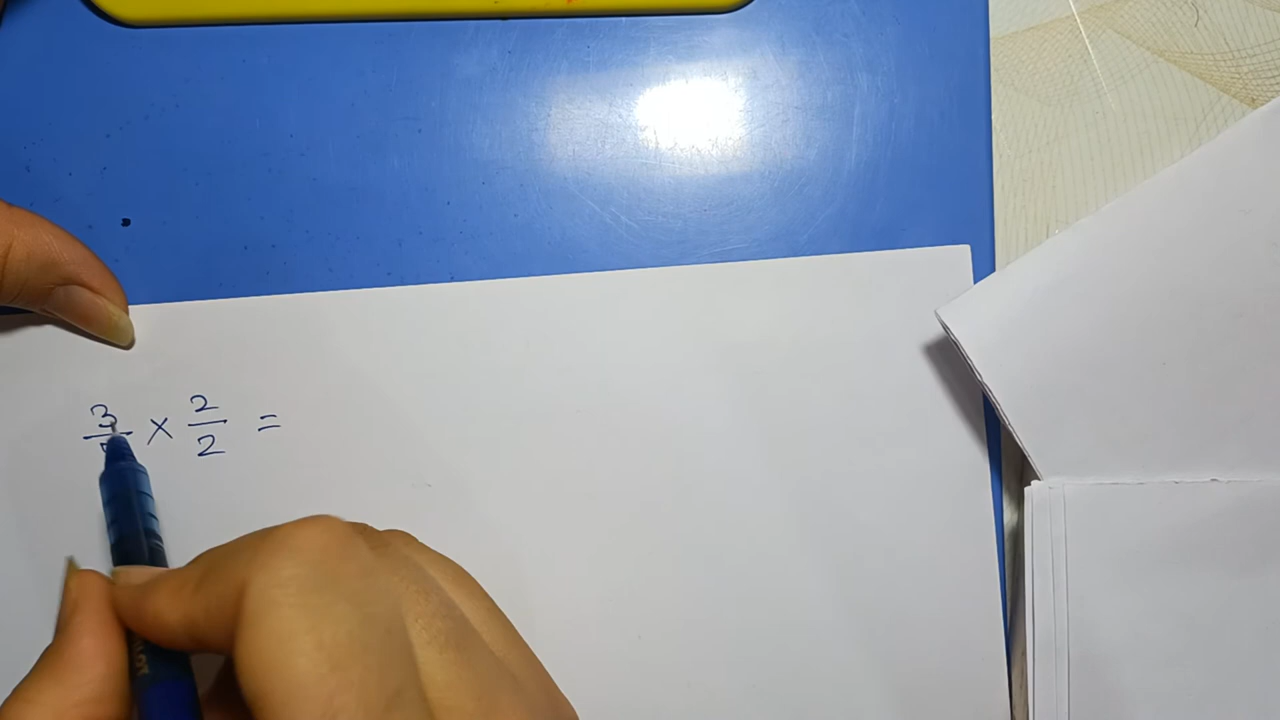 3/ × 2/2 =